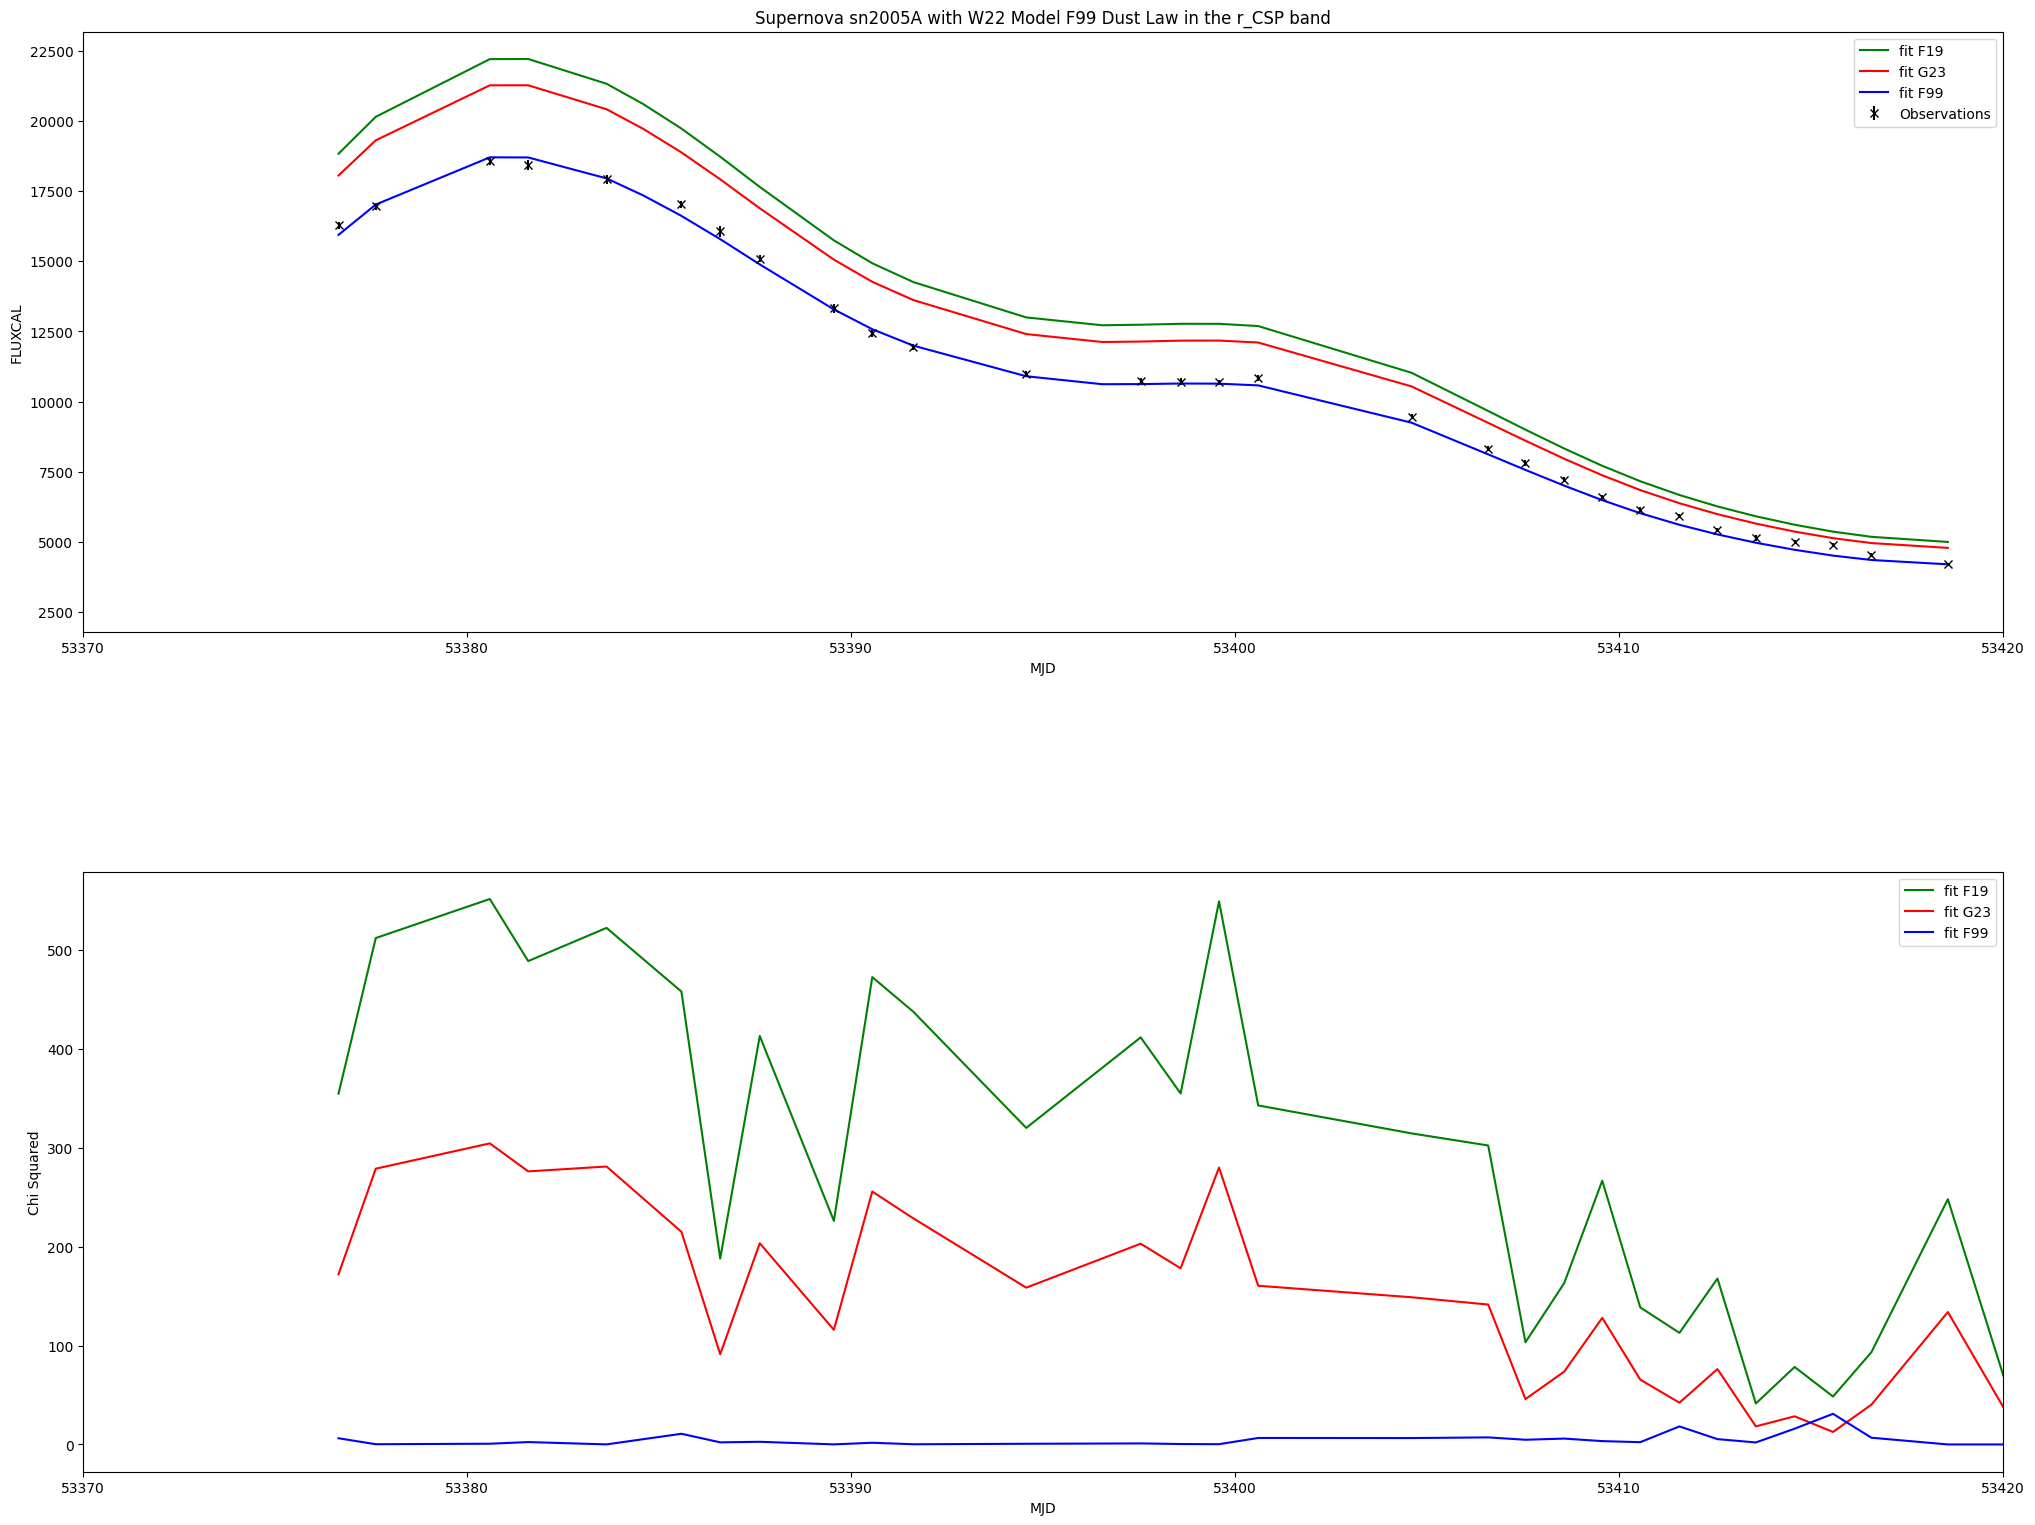 Supernova sn2005A with W22 Model F99 Dust Law in the r_CSP band
22500
20000
17500
15000
12500
10000
7500
5000
2500
FLUXCAL
fit F19
fit G23
fit F99
Observations
53370
53380
53390
53400
53410
53420
MJD
500
400
300
200
100
0
Chi Squared
fit F19
fit G23
fit F99
53370
53380
53390
53400
53410
53420
MJD